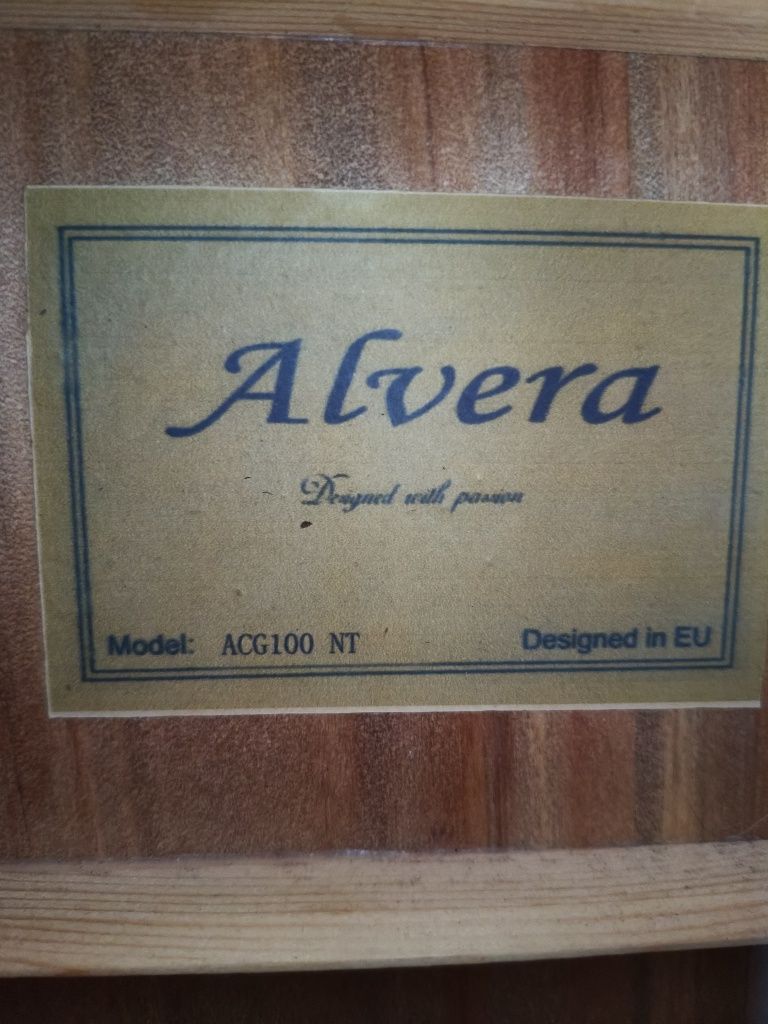 Alvera
Designed with passion
Model: ACG100 NT
Designed in EU